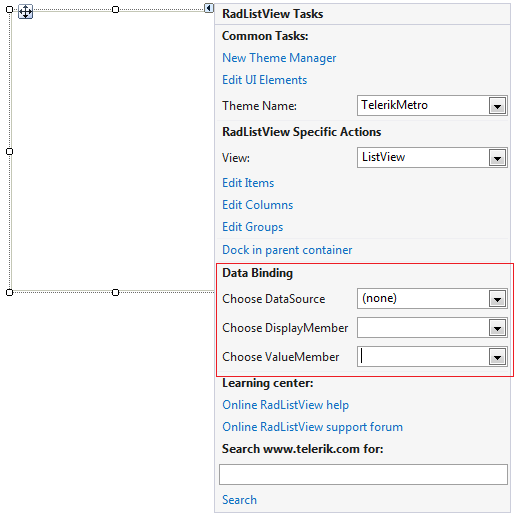 RadListView Tasks
Common Tasks:
New Theme Manager
Edit UI Elements
Theme Name: TelerikMetro
RadListView Specific Actions
View: ListView
Edit Items
Edit Columns
Edit Groups
Dock in parent container
Data Binding
Choose DataSource (none)
Choose DisplayMember
Choose ValueMember
Learning center:
Online RadListView help
Online RadListView support forum
Search www.telerik.com for:
Search